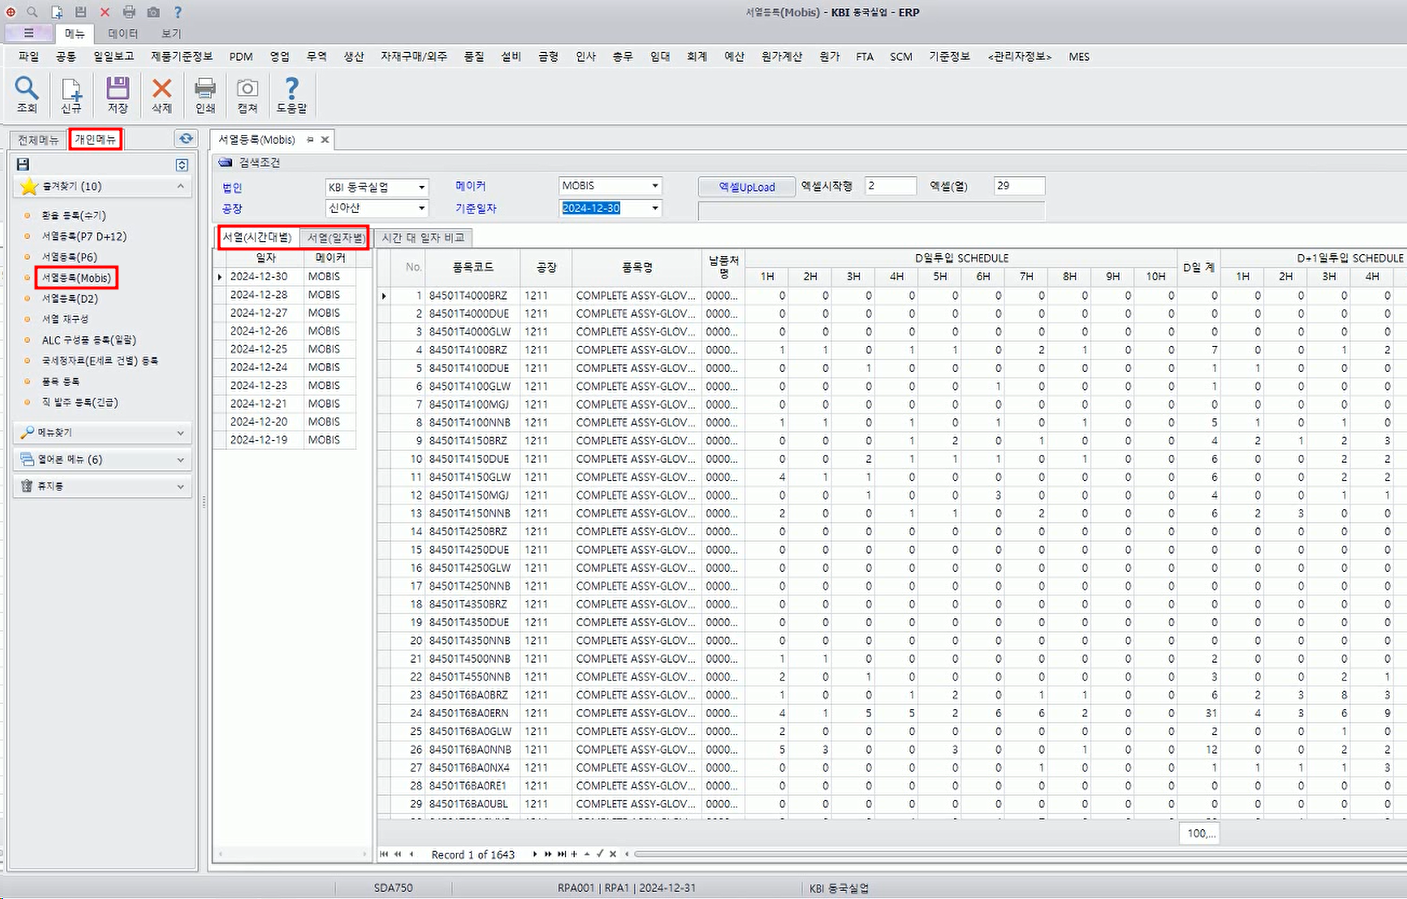 서열등록(Mobis) - KBI 동국실업 - ERP
메뉴 데이터 보기
파일 공통 일일보고 제품기준정보 PDM 영업 무역 생산 자재구매/외주 품질 설비 금형 인사 총무 임대 회계 예산 원가계산 원가 FTA SCM 기준정보 <관리자정보> MES
조회 신규 저장 삭제 인쇄 캡쳐 도움말
전체메뉴 개인메뉴
즐겨찾기 (10)
환율 등록(수기)
서열등록(P7 D+12)
서열등록(P6)
서열등록(Mobis)
서열등록(D2)
서열 재구성
ALC 구성품 등록(일괄)
국세청자료(E세로 건별) 등록
품목 등록
직 발주 등록(긴급)
메뉴찾기
열어본 메뉴 (6)
휴지통
서열등록(Mobis)
검색조건
법인 KBI 동국실업 메이커 MOBIS 엑셀UpLoad 엑셀시작행 2 엑셀(열) 29
공장 신아산 기준일자 2024-12-30
서열(시간대별) 서열(일자별) 시간 대 일자 비교
일자 메이커
2024-12-30 MOBIS
2024-12-28 MOBIS
2024-12-27 MOBIS
2024-12-26 MOBIS
2024-12-25 MOBIS
2024-12-24 MOBIS
2024-12-23 MOBIS
2024-12-21 MOBIS
2024-12-20 MOBIS
2024-12-19 MOBIS
No. 품목코드 공장 품목명 납품처명 D일투입 SCHEDULE D일 계 D+1일투입 SCHEDULE
1H 2H 3H 4H 5H 6H 7H 8H 9H 10H 1H 2H 3H 4H
1 84501T4000BRZ 1211 COMPLETE ASSY-GLOV... 0000... 0 0 0 0 0 0 0 0 0 0 0 0 0 0 0
2 84501T4000DUE 1211 COMPLETE ASSY-GLOV... 0000... 0 0 0 0 0 0 0 0 0 0 0 0 0 0 0
3 84501T4000GLW 1211 COMPLETE ASSY-GLOV... 0000... 0 0 0 0 0 0 0 0 0 0 0 0 0 0 0
4 84501T4100BRZ 1211 COMPLETE ASSY-GLOV... 0000... 1 1 0 1 1 0 2 1 0 0 7 0 0 1 2
5 84501T4100DUE 1211 COMPLETE ASSY-GLOV... 0000... 0 0 1 0 0 0 0 0 0 0 1 1 0 0 0
6 84501T4100GLW 1211 COMPLETE ASSY-GLOV... 0000... 0 0 0 0 0 1 0 0 0 0 1 0 0 0 0
7 84501T4100MGJ 1211 COMPLETE ASSY-GLOV... 0000... 0 0 0 0 0 0 0 0 0 0 0 0 0 0 0
8 84501T4100NNB 1211 COMPLETE ASSY-GLOV... 0000... 1 1 0 1 0 1 0 1 0 0 5 1 0 1 0
9 84501T4150BRZ 1211 COMPLETE ASSY-GLOV... 0000... 0 0 0 1 2 0 1 0 0 0 4 2 1 2 3
10 84501T4150DUE 1211 COMPLETE ASSY-GLOV... 0000... 0 0 2 1 1 1 0 1 0 0 6 0 0 2 2
11 84501T4150GLW 1211 COMPLETE ASSY-GLOV... 0000... 4 1 1 0 0 0 0 0 0 0 6 0 0 2 2
12 84501T4150MGJ 1211 COMPLETE ASSY-GLOV... 0000... 0 0 1 0 0 3 0 0 0 0 4 0 0 1 1
13 84501T4150NNB 1211 COMPLETE ASSY-GLOV... 0000... 2 0 0 1 1 0 2 0 0 0 6 2 3 0 0
14 84501T4250BRZ 1211 COMPLETE ASSY-GLOV... 0000... 0 0 0 0 0 0 0 0 0 0 0 0 0 0 0
15 84501T4250DUE 1211 COMPLETE ASSY-GLOV... 0000... 0 0 0 0 0 0 0 0 0 0 0 0 0 0 0
16 84501T4250GLW 1211 COMPLETE ASSY-GLOV... 0000... 0 0 0 0 0 0 0 0 0 0 0 0 0 0 0
17 84501T4250NNB 1211 COMPLETE ASSY-GLOV... 0000... 0 0 0 0 0 0 0 0 0 0 0 0 0 0 0
18 84501T4350BRZ 1211 COMPLETE ASSY-GLOV... 0000... 0 0 0 0 0 0 0 0 0 0 0 0 0 0 0
19 84501T4350DUE 1211 COMPLETE ASSY-GLOV... 0000... 0 0 0 0 0 0 0 0 0 0 0 0 0 0 0
20 84501T4350NNB 1211 COMPLETE ASSY-GLOV... 0000... 0 0 0 0 0 0 0 0 0 0 0 0 0 0 0
21 84501T4500NNB 1211 COMPLETE ASSY-GLOV... 0000... 1 1 0 0 0 0 0 0 0 0 2 0 0 0 0
22 84501T4550NNB 1211 COMPLETE ASSY-GLOV... 0000... 2 0 1 0 0 0 0 0 0 0 3 0 0 2 1
23 84501T6BA0BRZ 1211 COMPLETE ASSY-GLOV... 0000... 1 0 0 1 2 0 1 1 0 0 6 2 3 8 3
24 84501T6BA0ERN 1211 COMPLETE ASSY-GLOV... 0000... 4 1 5 5 2 6 6 2 0 0 31 4 3 6 9
25 84501T6BA0GLW 1211 COMPLETE ASSY-GLOV... 0000... 2 0 0 0 0 0 0 0 0 0 2 0 0 1 0
26 84501T6BA0NNB 1211 COMPLETE ASSY-GLOV... 0000... 5 3 0 0 3 0 0 1 0 0 12 0 0 2 2
27 84501T6BA0NX4 1211 COMPLETE ASSY-GLOV... 0000... 0 0 0 0 0 0 1 0 0 0 1 1 1 1 3
28 84501T6BA0RE1 1211 COMPLETE ASSY-GLOV... 0000... 0 0 0 0 0 0 0 0 0 0 0 0 0 0 0
29 84501T6BA0UBL 1211 COMPLETE ASSY-GLOV... 0000... 0 0 0 0 0 0 0 0 0 0 0 0 0 0 0
100,...
Record 1 of 1643
SDA750 RPA001 | RPA1 | 2024-12-31 KBI 동국실업